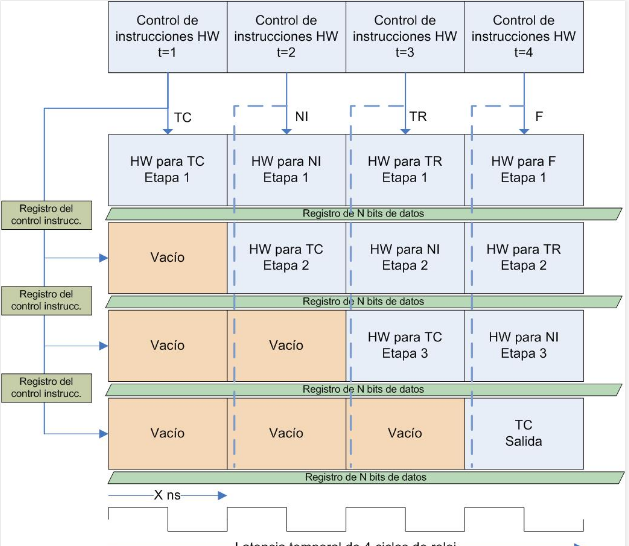 Control de
instrucciones HW
t=1
Control de
instrucciones HW
t=2
Control de
instrucciones HW
t=3
Control de
instrucciones HW
t=4
TC
NI
TR
F
HW para TC
Etapa 1
HW para NI
Etapa 1
HW para TR
Etapa 1
HW para F
Etapa 1
Registro del
control instrucc.
Registro de N bits de datos
Vacío
HW para TC
Etapa 2
HW para NI
Etapa 2
HW para TR
Etapa 2
Registro del
control instrucc.
Registro de N bits de datos
Vacío
Vacío
HW para TC
Etapa 3
HW para NI
Etapa 3
Registro del
control instrucc.
Registro de N bits de datos
Vacío
Vacío
Vacío
TC
Salida
Registro de N bits de datos
X ns
Latencia temporal de 4 ciclos de reloj